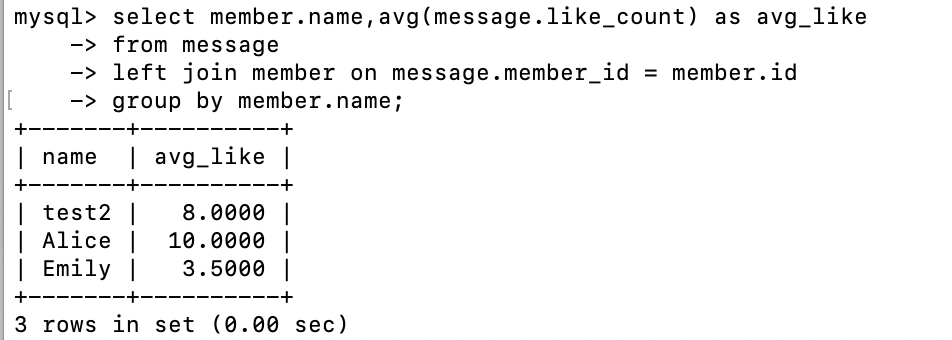 mysql> select member.name,avg(message.like_count) as avg_like
    -> from message
    -> left join member on message.member_id = member.id
[    -> group by member.name;
+-------+----------+
| name  | avg_like |
+-------+----------+
| test2 |   8.0000 |
| Alice |  10.0000 |
| Emily |   3.5000 |
+-------+----------+
3 rows in set (0.00 sec)